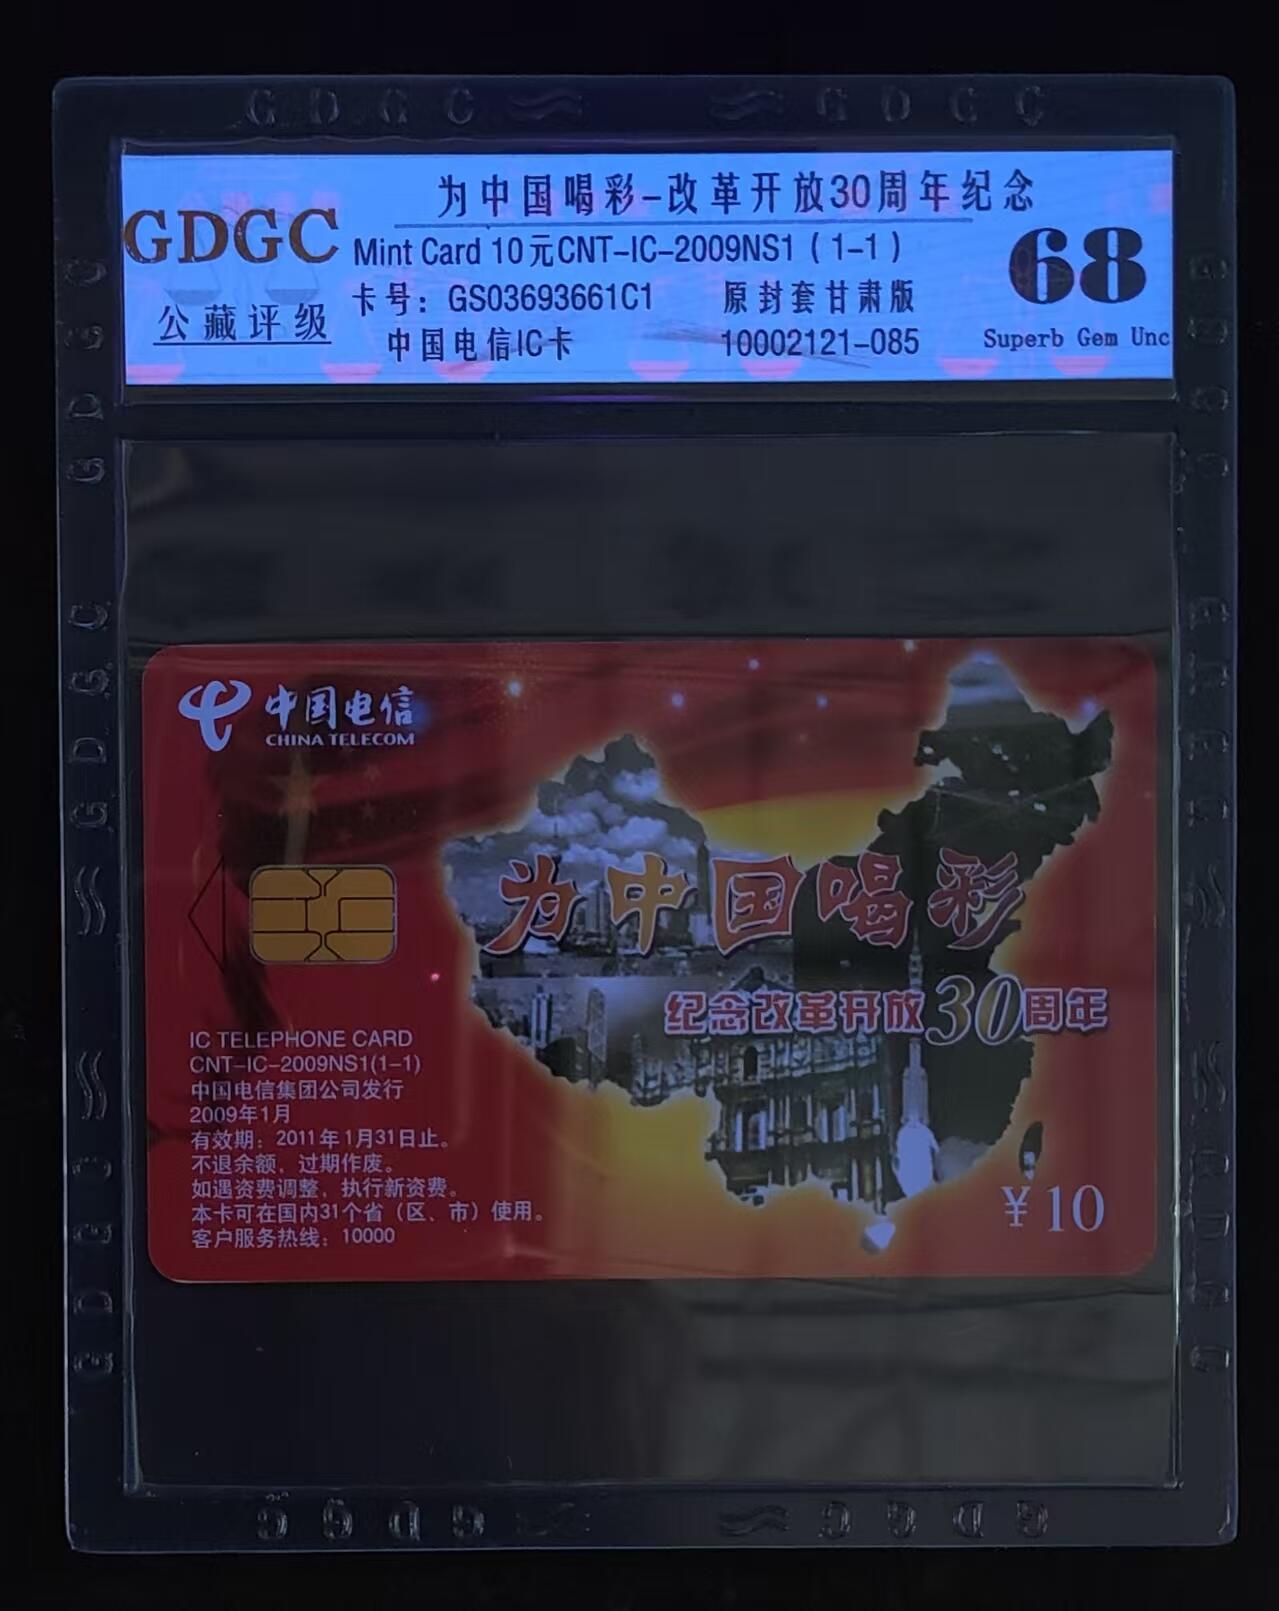 G D G C G D G C
为中国喝彩-改革开放30周年纪念
GDGC
Mint Card 10元CNT-IC-2009NS1(1-1)
68
卡号: GS03693661C1 原封套甘肃版
公藏评级
中国电信IC卡 10002121-085
Superb Gem Unc
中国电信
CHINA TELECOM
为中国喝彩
纪念改革开放30周年
IC TELEPHONE CARD
CNT-IC-2009NS1(1-1)
中国电信集团公司发行
2009年1月
有效期: 2011年1月31日止。
不退余额, 过期作废。
如遇资费调整, 执行新资费。
本卡可在国内31个省(区、市)使用。
客户服务热线: 10000
¥10
G D G C G D G C